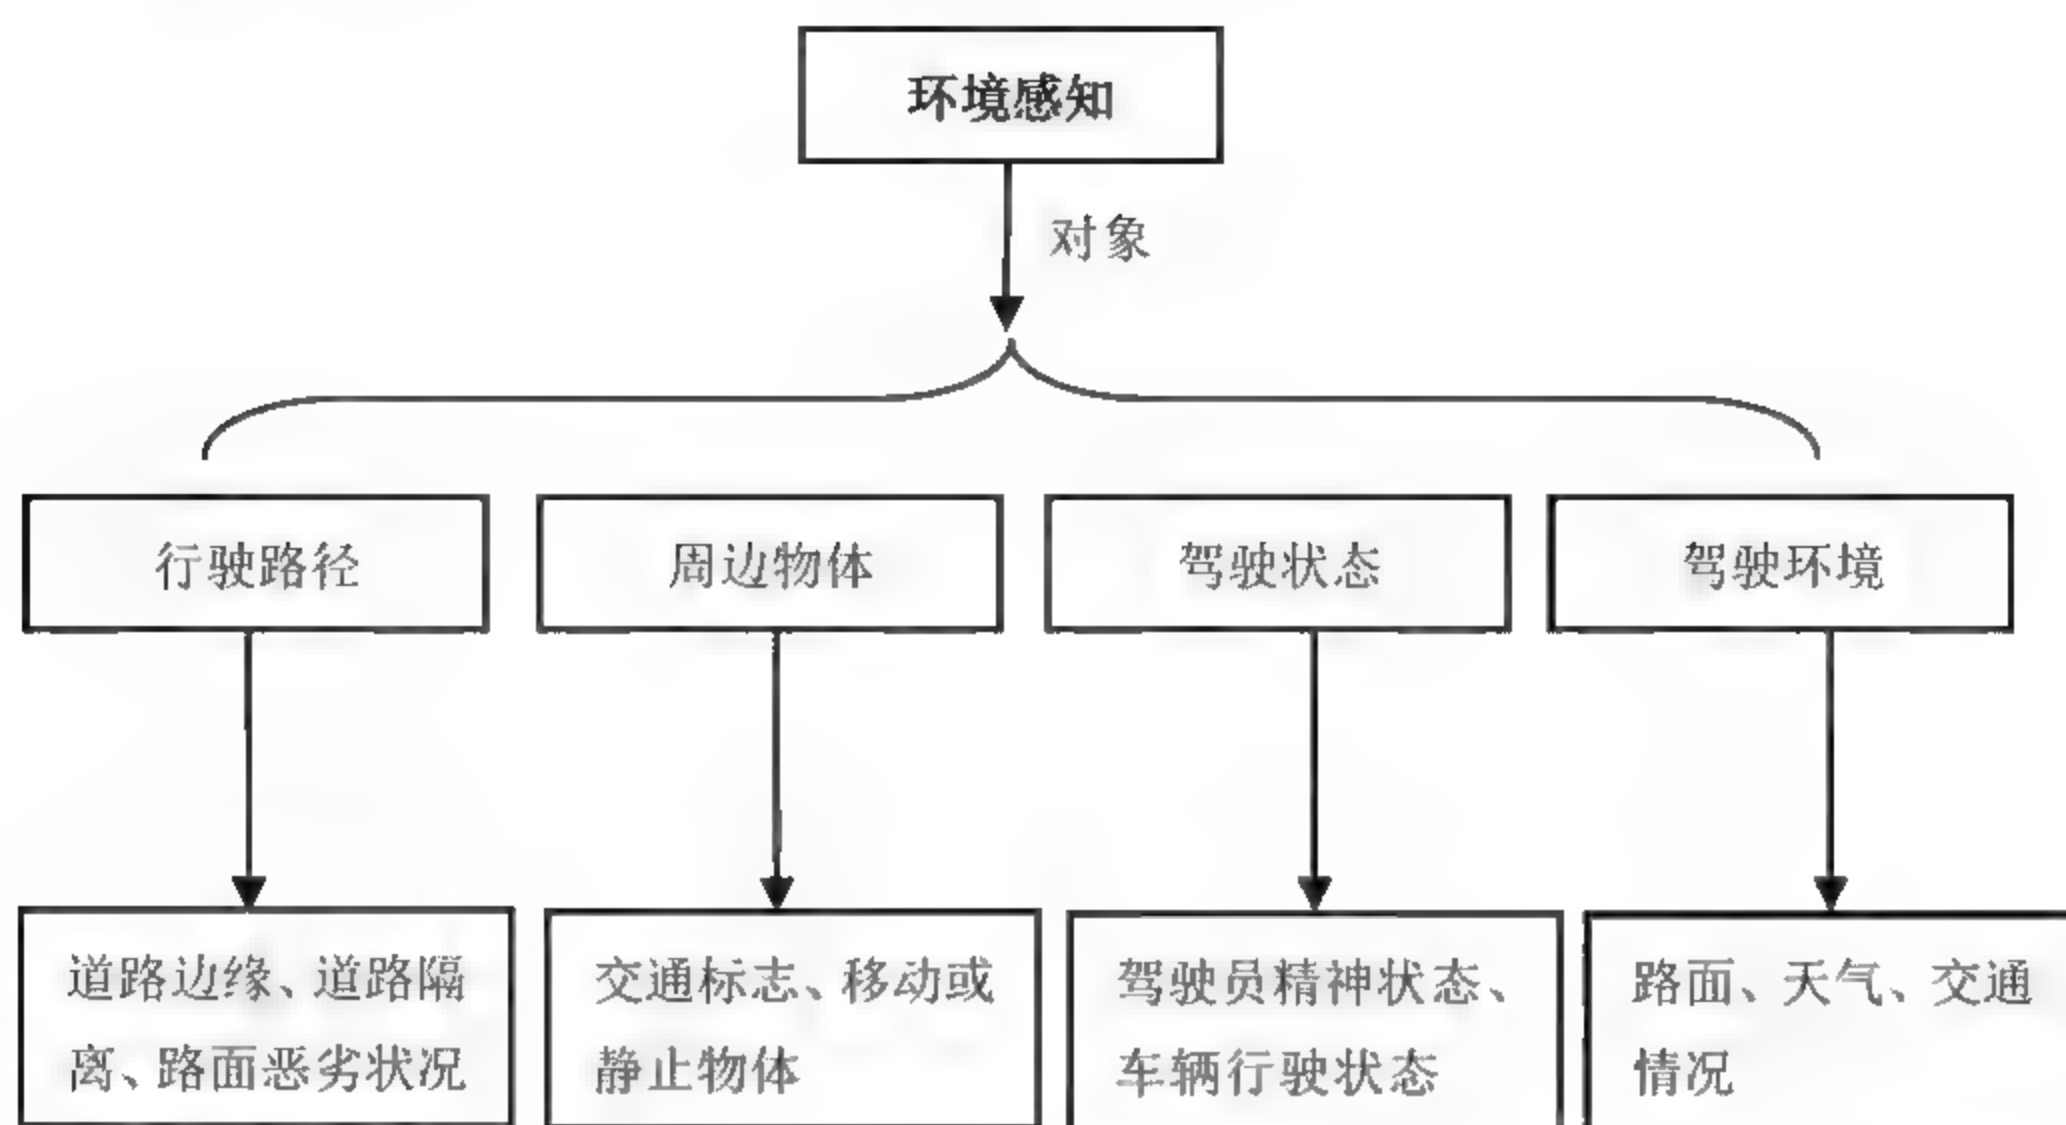 环境感知
对象
行驶路径
周边物体
驾驶状态
驾驶环境
道路边缘、道路隔
离、路面恶劣状况
交通标志、移动或
静止物体
驾驶员精神状态、
车辆行驶状态
路面、天气、交通
情况